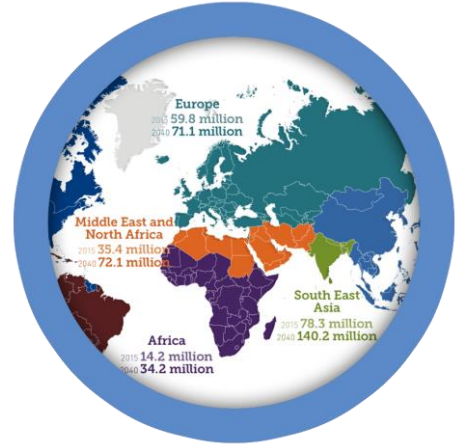 Europe
2015 59.8 million
2040 71.1 million
Middle East and
North Africa
2015 35.4 million
2040 72.1 million
South East
Asia
2015 78.3 million
2040 140.2 million
Africa
2015 14.2 million
2040 34.2 million